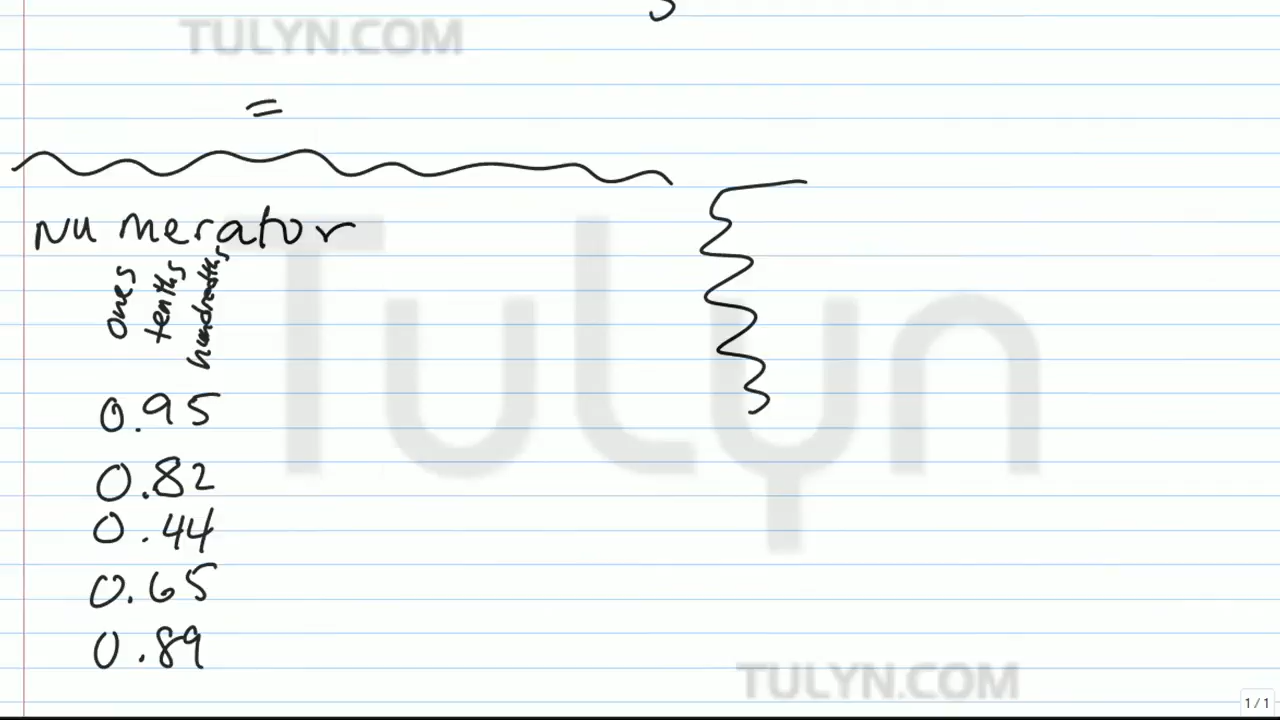 TULYN.COM
=
Numerator
ones tenths hundredths
0.95
0.82
0.44
0.65
0.89
TuLyn
TULYN.COM
1 / 1